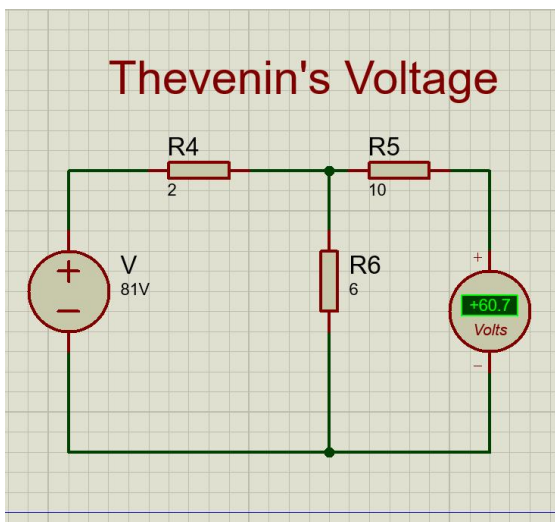 Thevenin's Voltage
R4
2
R5
10
V
81V
R6
6
+
+60.7
Volts
−